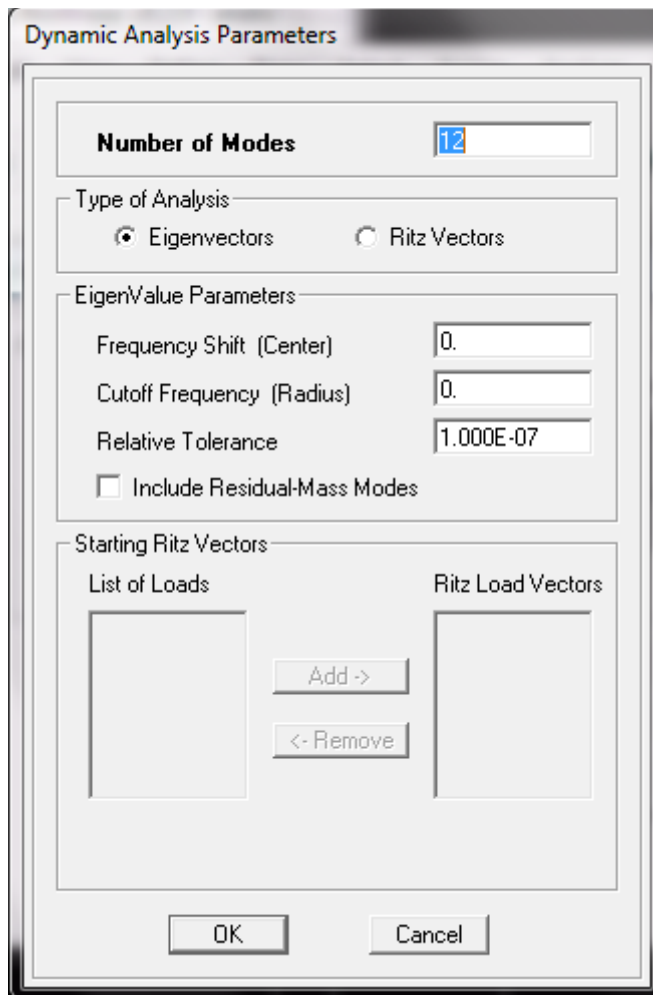 Dynamic Analysis Parameters
Number of Modes 12
Type of Analysis
Eigenvectors Ritz Vectors
EigenValue Parameters
Frequency Shift (Center) 0.
Cutoff Frequency (Radius) 0.
Relative Tolerance 1.000E-07
Include Residual-Mass Modes
Starting Ritz Vectors
List of Loads Ritz Load Vectors
Add ->
<- Remove
OK Cancel